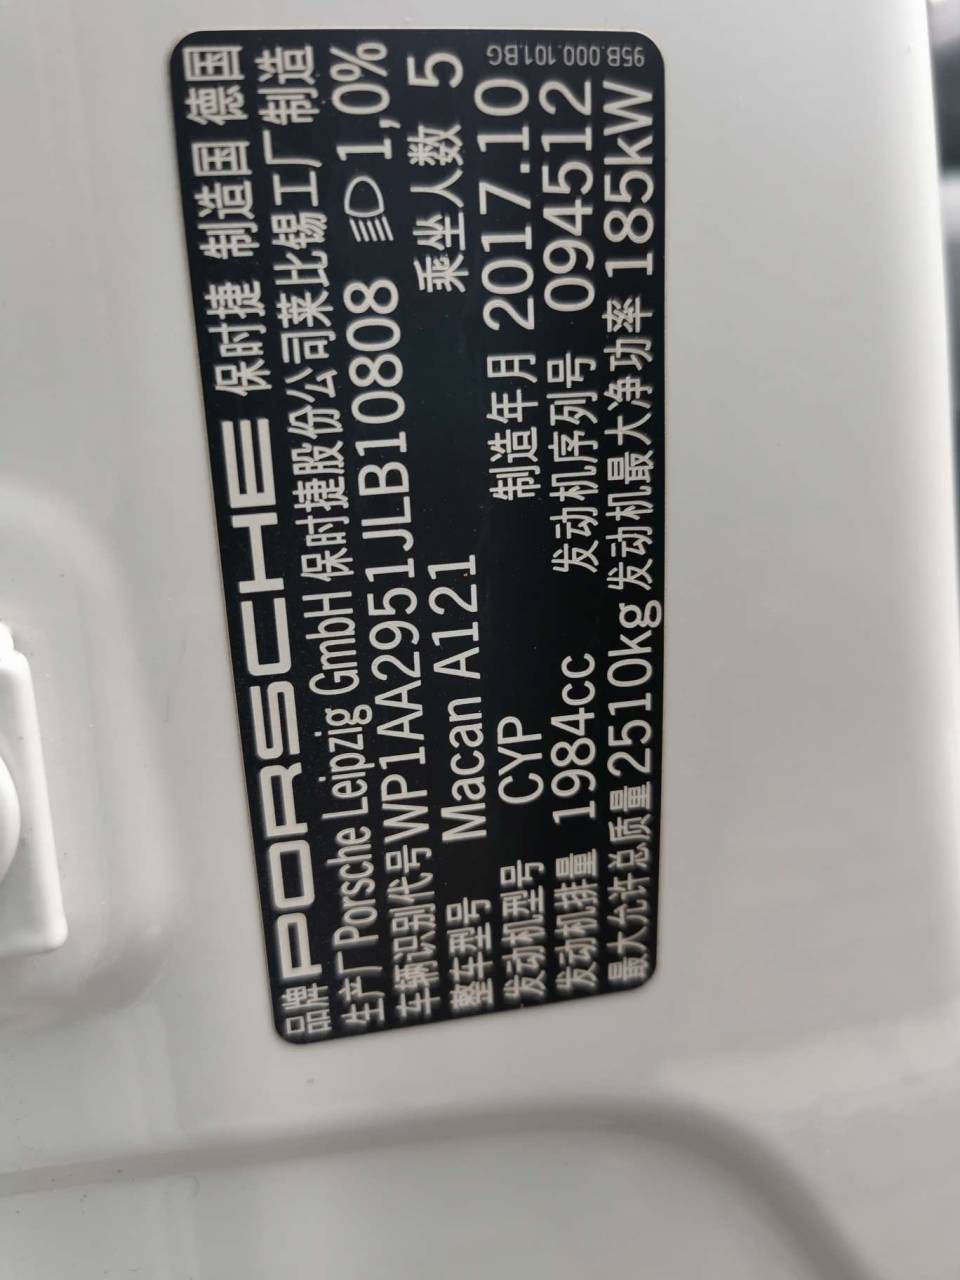 品牌 PORSCHE 保时捷 制造国 德国
生产厂 Porsche Leipzig GmbH 保时捷股份公司莱比锡工厂制造
车辆识别代号 WP1AA2951JLB10808 1,0%
整车型号 Macan A121 乘坐人数 5
发动机型号 CYP 制造年月 2017.10
发动机排量 1984cc 发动机序列号 094512
最大允许总质量 2510kg 发动机最大净功率 185kW
95B.000.101.BG